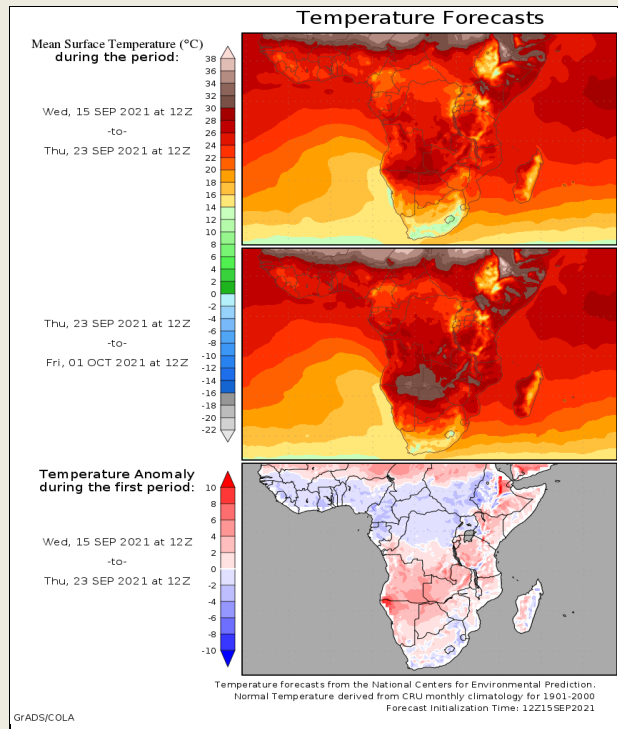 Temperature Forecasts
Mean Surface Temperature (°C)
during the period:
Wed, 15 SEP 2021 at 12Z
-to-
Thu, 23 SEP 2021 at 12Z
38
36
34
32
30
28
26
24
22
20
18
16
14
12
10
8
6
4
2
0
-2
-4
-6
-8
-10
-12
-14
-16
-18
-20
-22
Thu, 23 SEP 2021 at 12Z
-to-
Fri, 01 OCT 2021 at 12Z
Temperature Anomaly
during the first period:
Wed, 15 SEP 2021 at 12Z
-to-
Thu, 23 SEP 2021 at 12Z
10
8
6
4
2
0
-2
-4
-6
-8
-10
Temperature forecasts from the National Centers for Environmental Prediction.
Normal Temperature derived from CRU monthly climatology for 1901-2000
Forecast Initialization Time: 12Z15SEP2021
GrADS/COLA